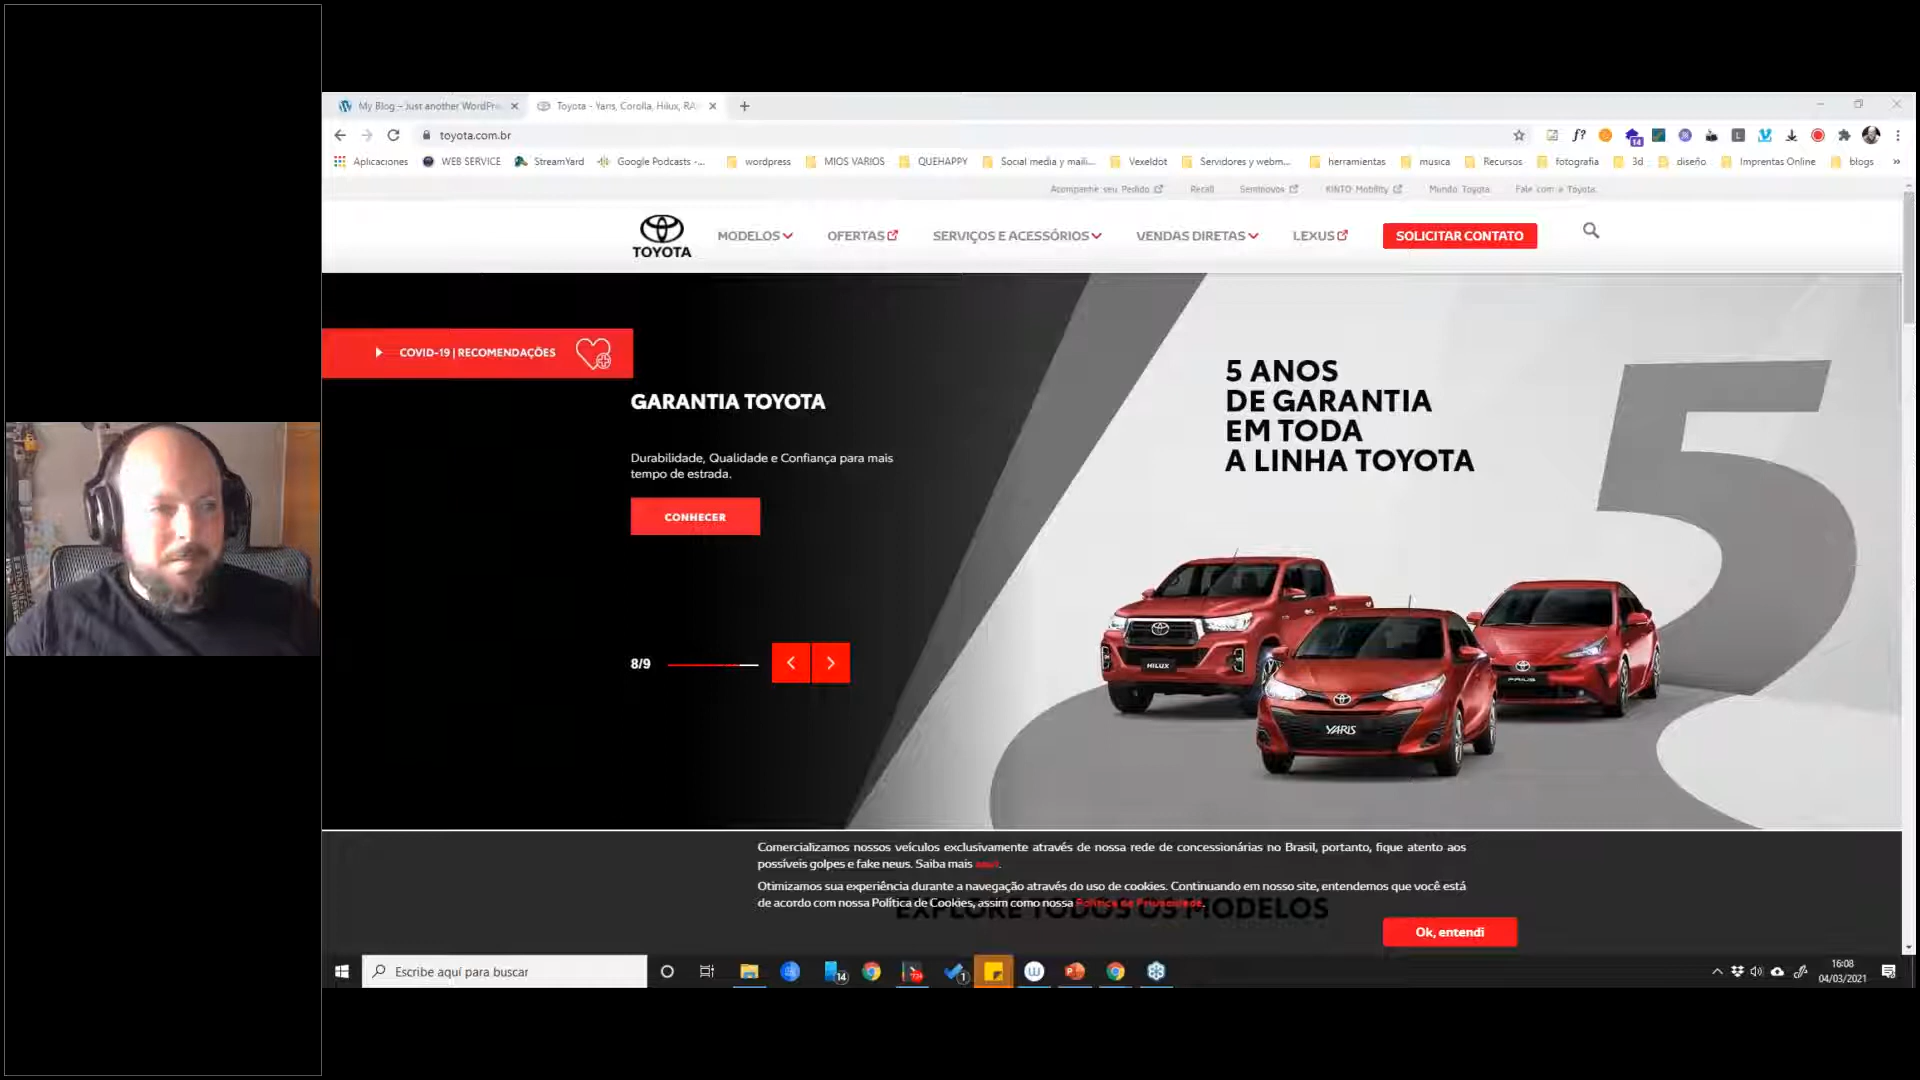 My Blog – Just another WordPre
Toyota - Yaris, Corolla, Hilux, RA
toyota.com.br
14
Aplicaciones
WEB SERVICE
StreamYard
Google Podcasts -...
wordpress
MIOS VARIOS
QUEHAPPY
Social media y maili...
Vexeldot
Servidores y webm...
herramientas
musica
Recursos
fotografia
3d
diseño
Imprentas Online
blogs
»
Acompanhe seu Pedido
Recall
Seminovos
KINTO Mobility
Mundo Toyota
Fale com a Toyota
TOYOTA
MODELOS
OFERTAS
SERVIÇOS E ACESSÓRIOS
VENDAS DIRETAS
LEXUS
SOLICITAR CONTATO
COVID-19 | RECOMENDAÇÕES
GARANTIA TOYOTA
Durabilidade, Qualidade e Confiança para mais
tempo de estrada.
CONHECER
8/9
5 ANOS
DE GARANTIA
EM TODA
A LINHA TOYOTA
5
HILUX
YARIS
PRIUS
Comercializamos nossos veículos exclusivamente através de nossa rede de concessionárias no Brasil, portanto, fique atento aos
possíveis golpes e fake news. Saiba mais aqui.
Otimizamos sua experiência durante a navegação através do uso de cookies. Continuando em nosso site, entendemos que você está
de acordo com nossa Política de Cookies, assim como nossa Política de Privacidade.
EXPLORE TODOS OS MODELOS
Ok, entendi
Escribe aquí para buscar
14
1
16:08
04/03/2021